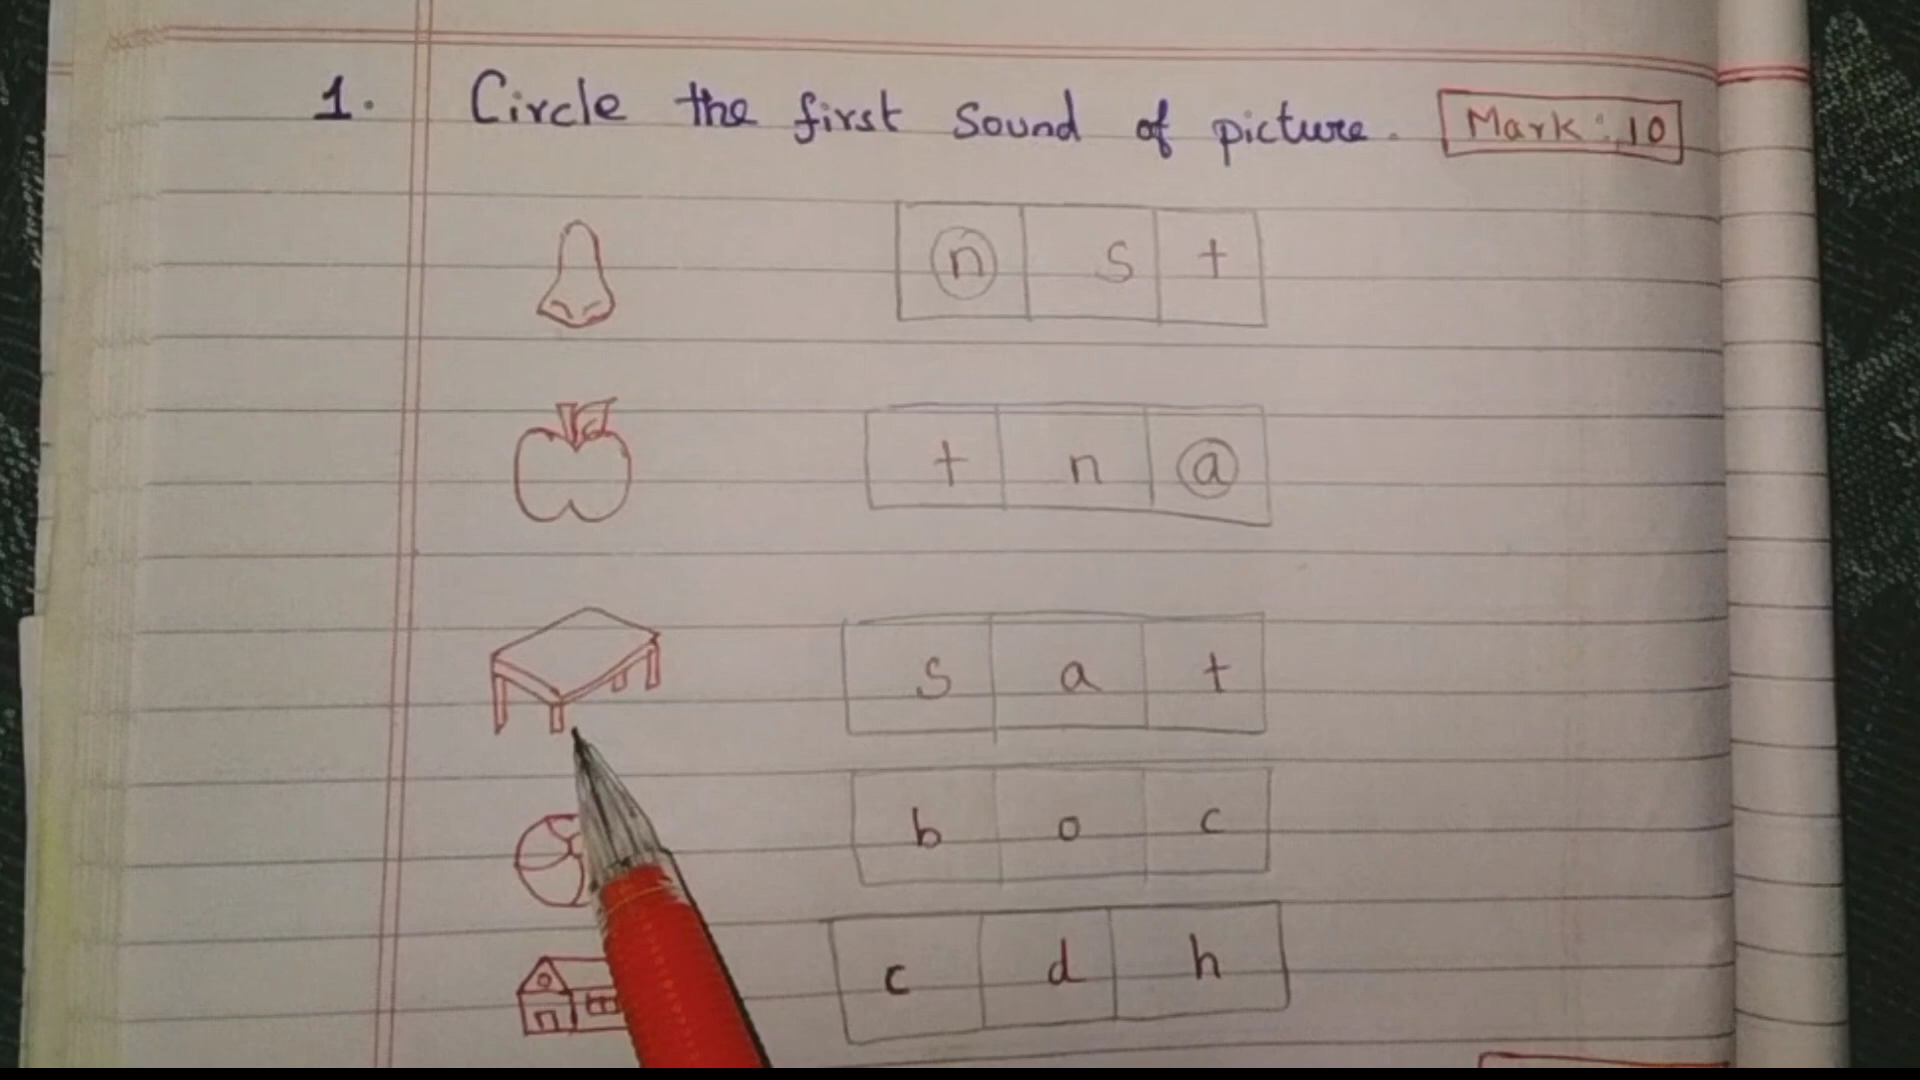 1. Circle the first sound of picture. Mark: 10
n s t
t n a
s a t
b o c
c d h